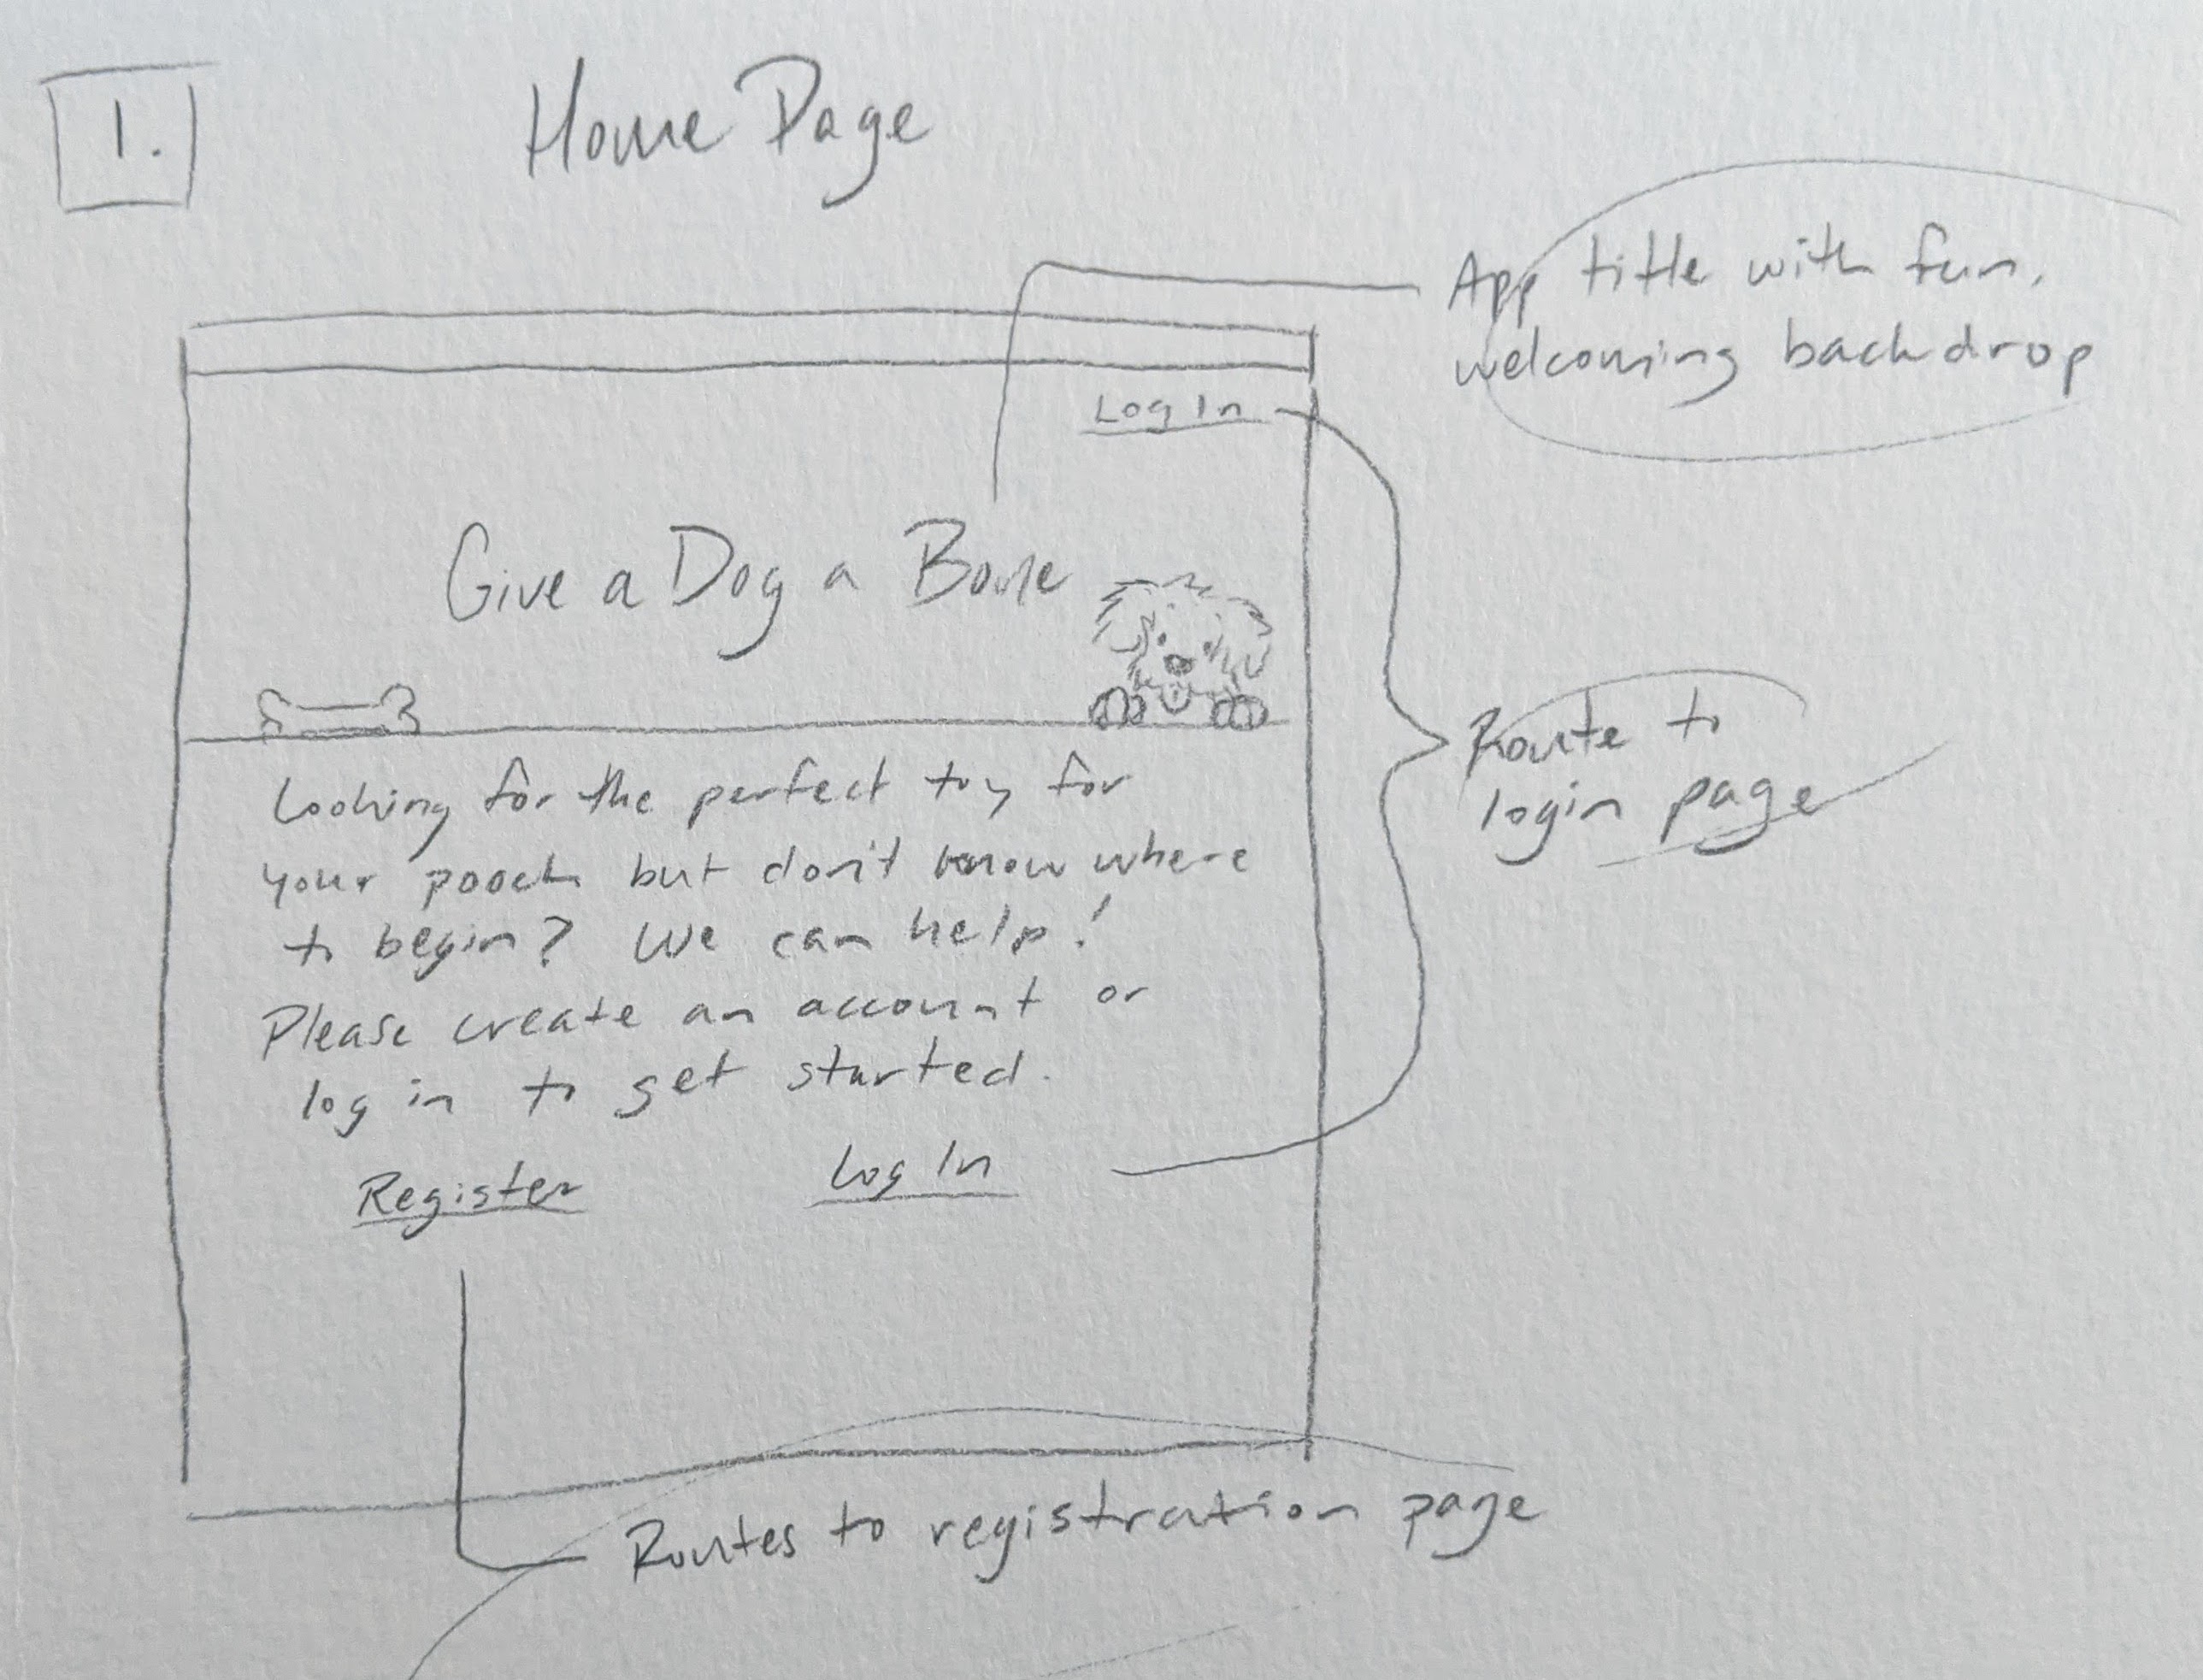 1.
Home Page
App title with fun,
welcoming backdrop
Log In
Give a Dog a Bone
Looking for the perfect toy for
your pooch but don't know where
to begin? We can help!
Please create an account or
log in to get started.
Register
Log In
Route to
login page
Routes to registration page